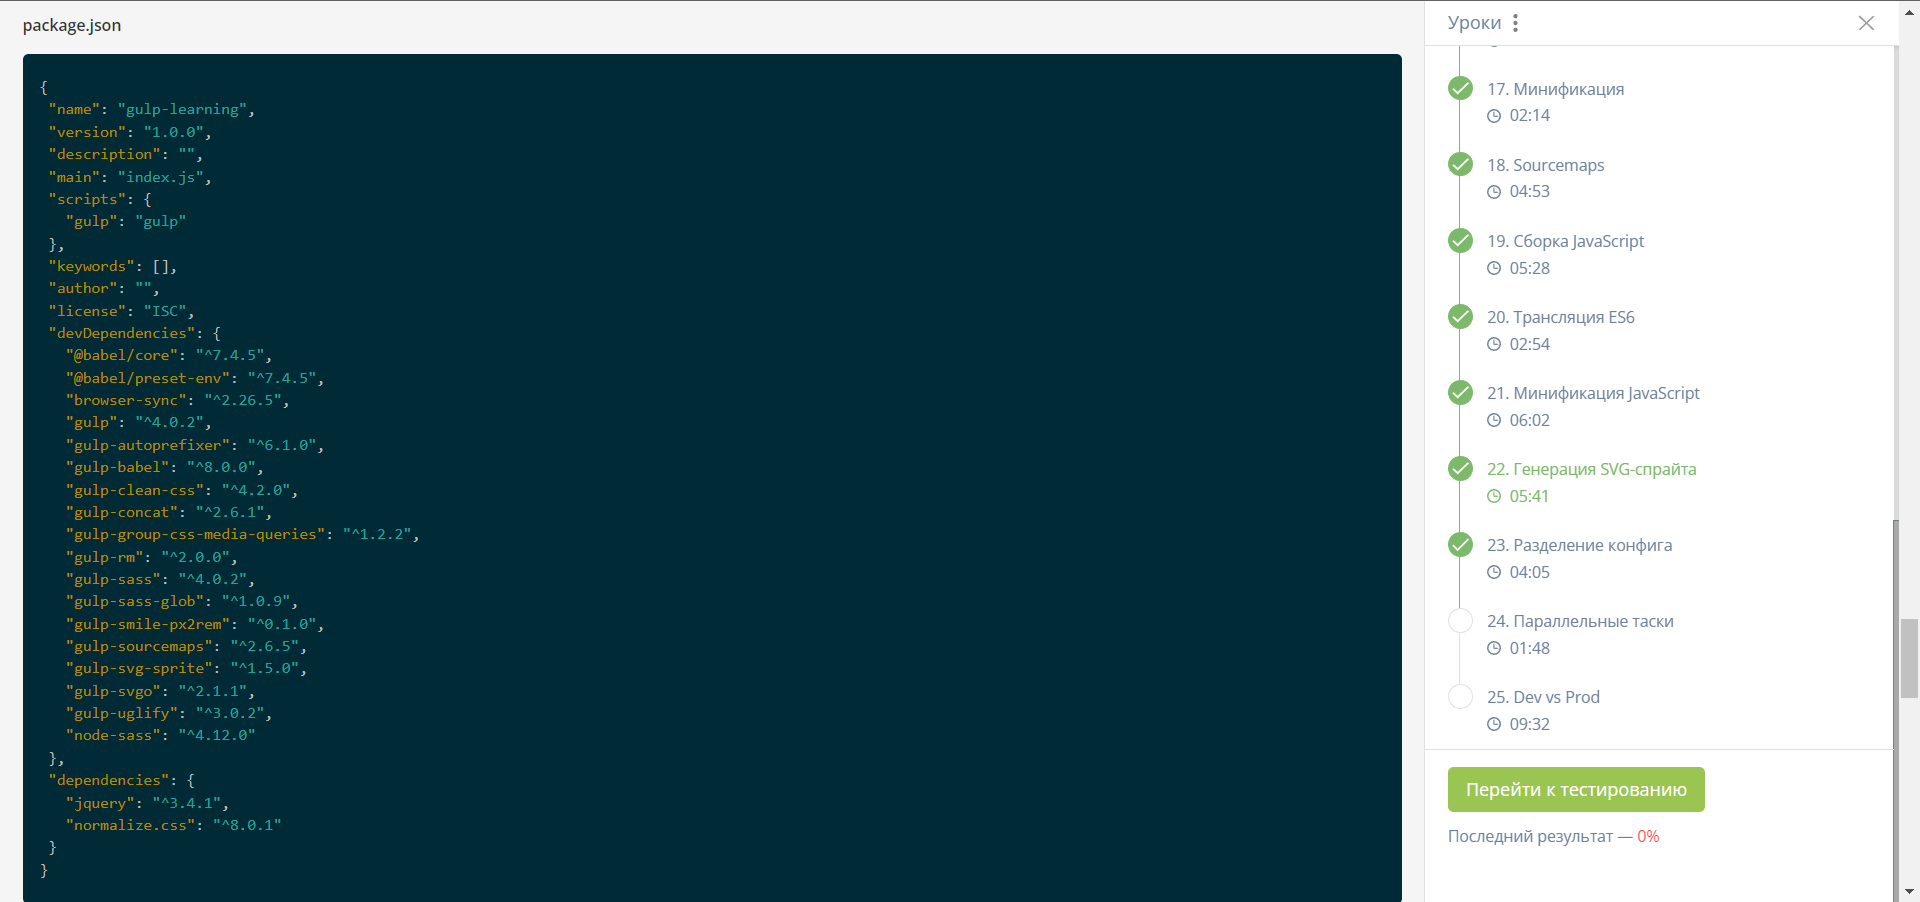 package.json
{
"name": "gulp-learning",
"version": "1.0.0",
"description": "",
"main": "index.js",
"scripts": {
"gulp": "gulp"
},
"keywords": [],
"author": "",
"license": "ISC",
"devDependencies": {
"@babel/core": "^7.4.5",
"@babel/preset-env": "^7.4.5",
"browser-sync": "^2.26.5",
"gulp": "^4.0.2",
"gulp-autoprefixer": "^6.1.0",
"gulp-babel": "^8.0.0",
"gulp-clean-css": "^4.2.0",
"gulp-concat": "^2.6.1",
"gulp-group-css-media-queries": "^1.2.2",
"gulp-rm": "^2.0.0",
"gulp-sass": "^4.0.2",
"gulp-sass-glob": "^1.0.9",
"gulp-smile-px2rem": "^0.1.0",
"gulp-sourcemaps": "^2.6.5",
"gulp-svg-sprite": "^1.5.0",
"gulp-svgo": "^2.1.1",
"gulp-uglify": "^3.0.2",
"node-sass": "^4.12.0"
},
"dependencies": {
"jquery": "^3.4.1",
"normalize.css": "^8.0.1"
}
}
Уроки
17. Минификация
02:14
18. Sourcemaps
04:53
19. Сборка JavaScript
05:28
20. Трансляция ES6
02:54
21. Минификация JavaScript
06:02
22. Генерация SVG-спрайта
05:41
23. Разделение конфига
04:05
24. Параллельные таски
01:48
25. Dev vs Prod
09:32
Перейти к тестированию
Последний результат — 0%